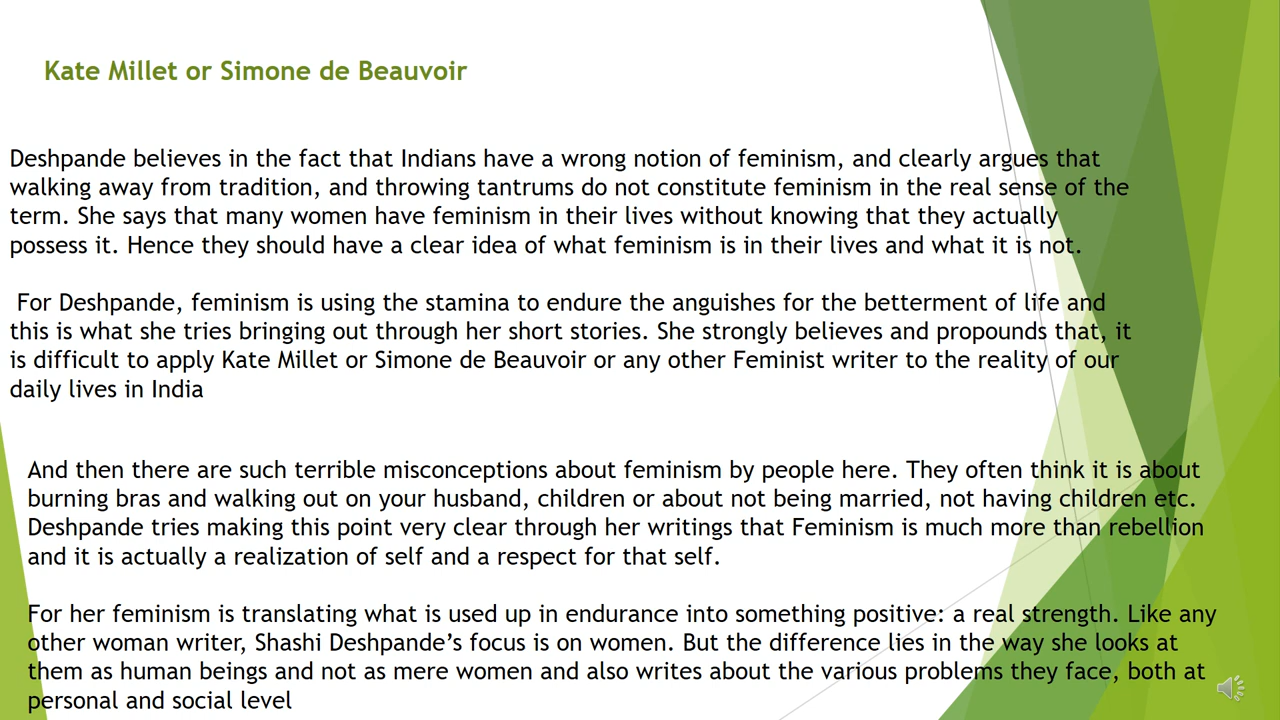 Kate Millet or Simone de Beauvoir
Deshpande believes in the fact that Indians have a wrong notion of feminism, and clearly argues that
walking away from tradition, and throwing tantrums do not constitute feminism in the real sense of the
term. She says that many women have feminism in their lives without knowing that they actually
possess it. Hence they should have a clear idea of what feminism is in their lives and what it is not.
For Deshpande, feminism is using the stamina to endure the anguishes for the betterment of life and
this is what she tries bringing out through her short stories. She strongly believes and propounds that, it
is difficult to apply Kate Millet or Simone de Beauvoir or any other Feminist writer to the reality of our
daily lives in India
And then there are such terrible misconceptions about feminism by people here. They often think it is about
burning bras and walking out on your husband, children or about not being married, not having children etc.
Deshpande tries making this point very clear through her writings that Feminism is much more than rebellion
and it is actually a realization of self and a respect for that self.
For her feminism is translating what is used up in endurance into something positive: a real strength. Like any
other woman writer, Shashi Deshpande’s focus is on women. But the difference lies in the way she looks at
them as human beings and not as mere women and also writes about the various problems they face, both at
personal and social level